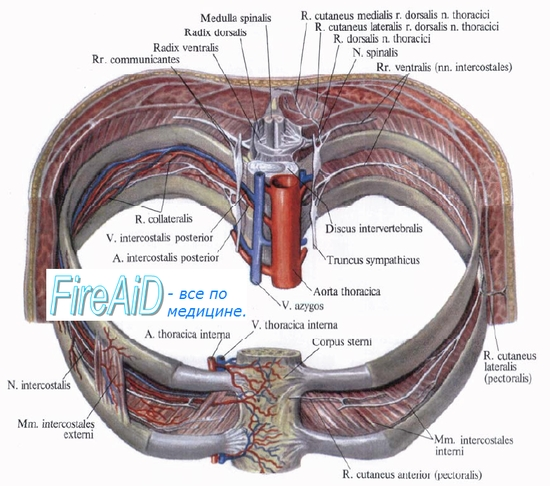 Medulla spinalis
Radix dorsalis
Radix ventralis
Rr. communicantes
R. cutaneus medialis r. dorsalis n. thoracici
R. cutaneus lateralis r. dorsalis n. thoracici
R. dorsalis n. thoracici
N. spinalis
Rr. ventralis (nn. intercostales)
R. collateralis
V. intercostalis posterior
A. intercostalis posterior
Discus intervertebralis
Truncus sympathicus
Aorta thoracica
V. azygos
FireAiD
- все по
медицине.
A. thoracica interna
V. thoracica interna
Corpus sterni
R. cutaneus
lateralis
(pectoralis)
N. intercostalis
Mm. intercostales
externi
Mm. intercostales
interni
R. cutaneus anterior (pectoralis)